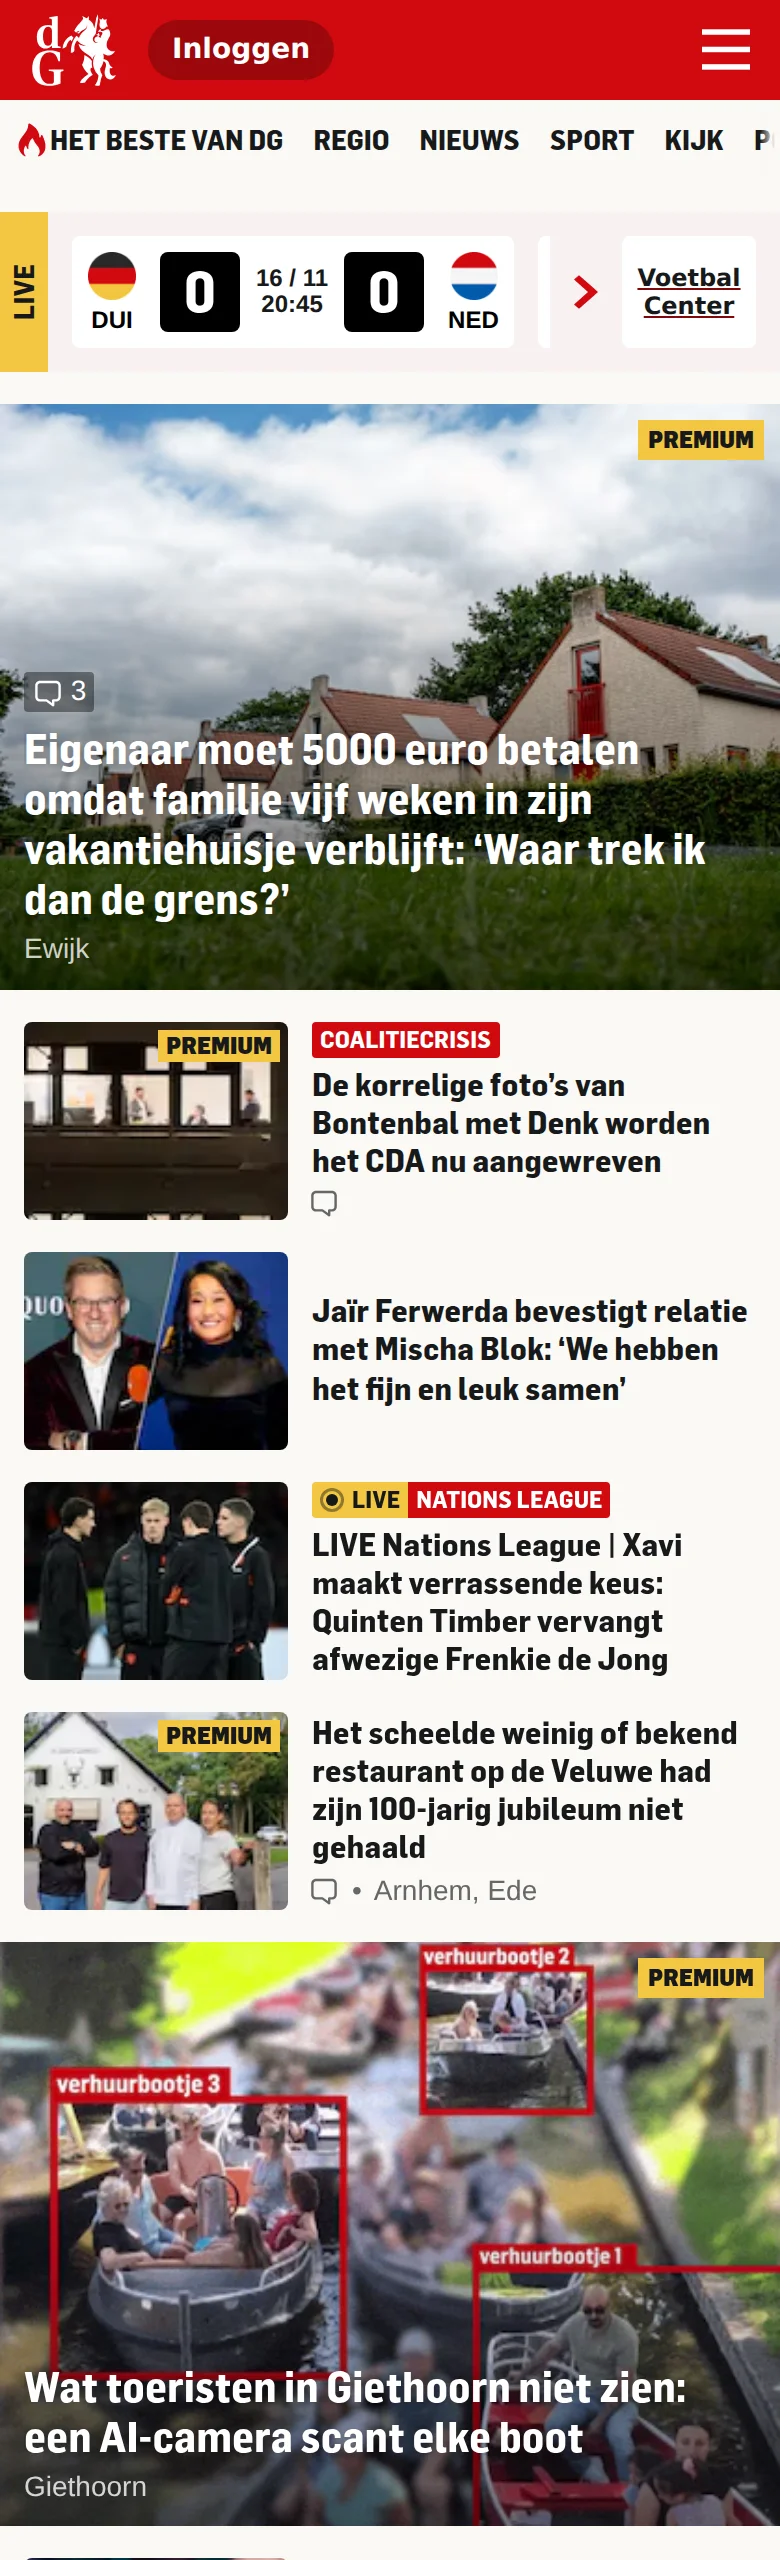 dG
Inloggen
HET BESTE VAN DG REGIO NIEUWS SPORT KIJK
LIVE
DUI
0
16 / 11
20:45
0
NED
Voetbal
Center
PREMIUM
3
Eigenaar moet 5000 euro betalen
omdat familie vijf weken in zijn
vakantiehuisje verblijft: ‘Waar trek ik
dan de grens?’
Ewijk
PREMIUM
COALITIECRISIS
De korrelige foto’s van
Bontenbal met Denk worden
het CDA nu aangewreven
QUO
Jaïr Ferwerda bevestigt relatie
met Mischa Blok: ‘We hebben
het fijn en leuk samen’
LIVE NATIONS LEAGUE
LIVE Nations League | Xavi
maakt verrassende keus:
Quinten Timber vervangt
afwezige Frenkie de Jong
PREMIUM
Het scheelde weinig of bekend
restaurant op de Veluwe had
zijn 100-jarig jubileum niet
gehaald
• Arnhem, Ede
verhuurbootje 2
PREMIUM
verhuurbootje 3
verhuurbootje 1
Wat toeristen in Giethoorn niet zien:
een AI-camera scant elke boot
Giethoorn